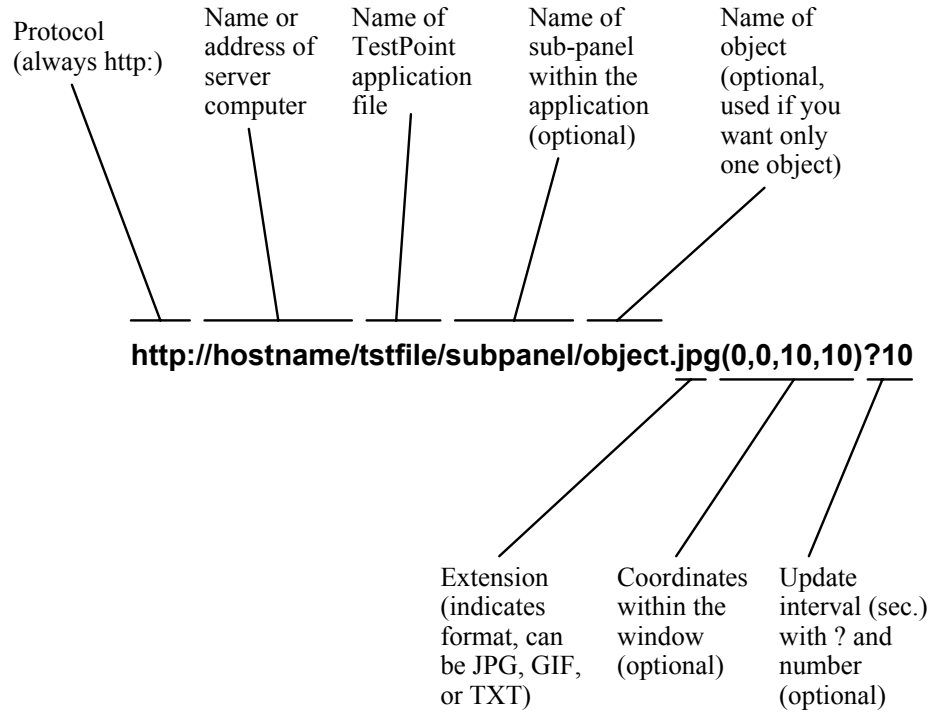 Protocol
(always http:)
Name or
address of
server
computer
Name of
TestPoint
application
file
Name of
sub-panel
within the
application
(optional)
Name of
object
(optional,
used if you
want only
one object)
http://hostname/tstfile/subpanel/object.jpg(0,0,10,10)?10
Extension
(indicates
format, can
be JPG, GIF,
or TXT)
Coordinates
within the
window
(optional)
Update
interval (sec.)
with ? and
number
(optional)